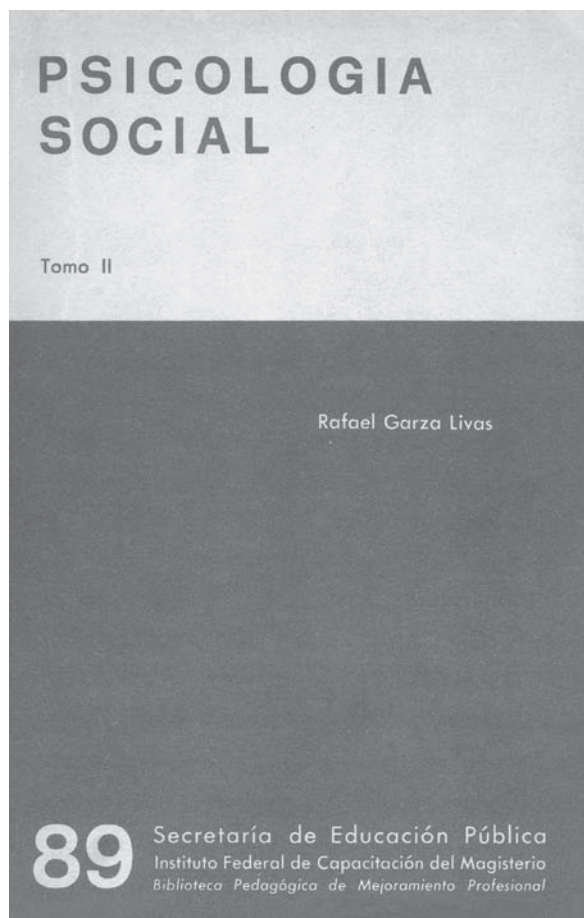 PSICOLOGIA
SOCIAL
Tomo II
Rafael Garza Livas
89
Secretaría de Educación Pública
Instituto Federal de Capacitación del Magisterio
Biblioteca Pedagógica de Mejoramiento Profesional